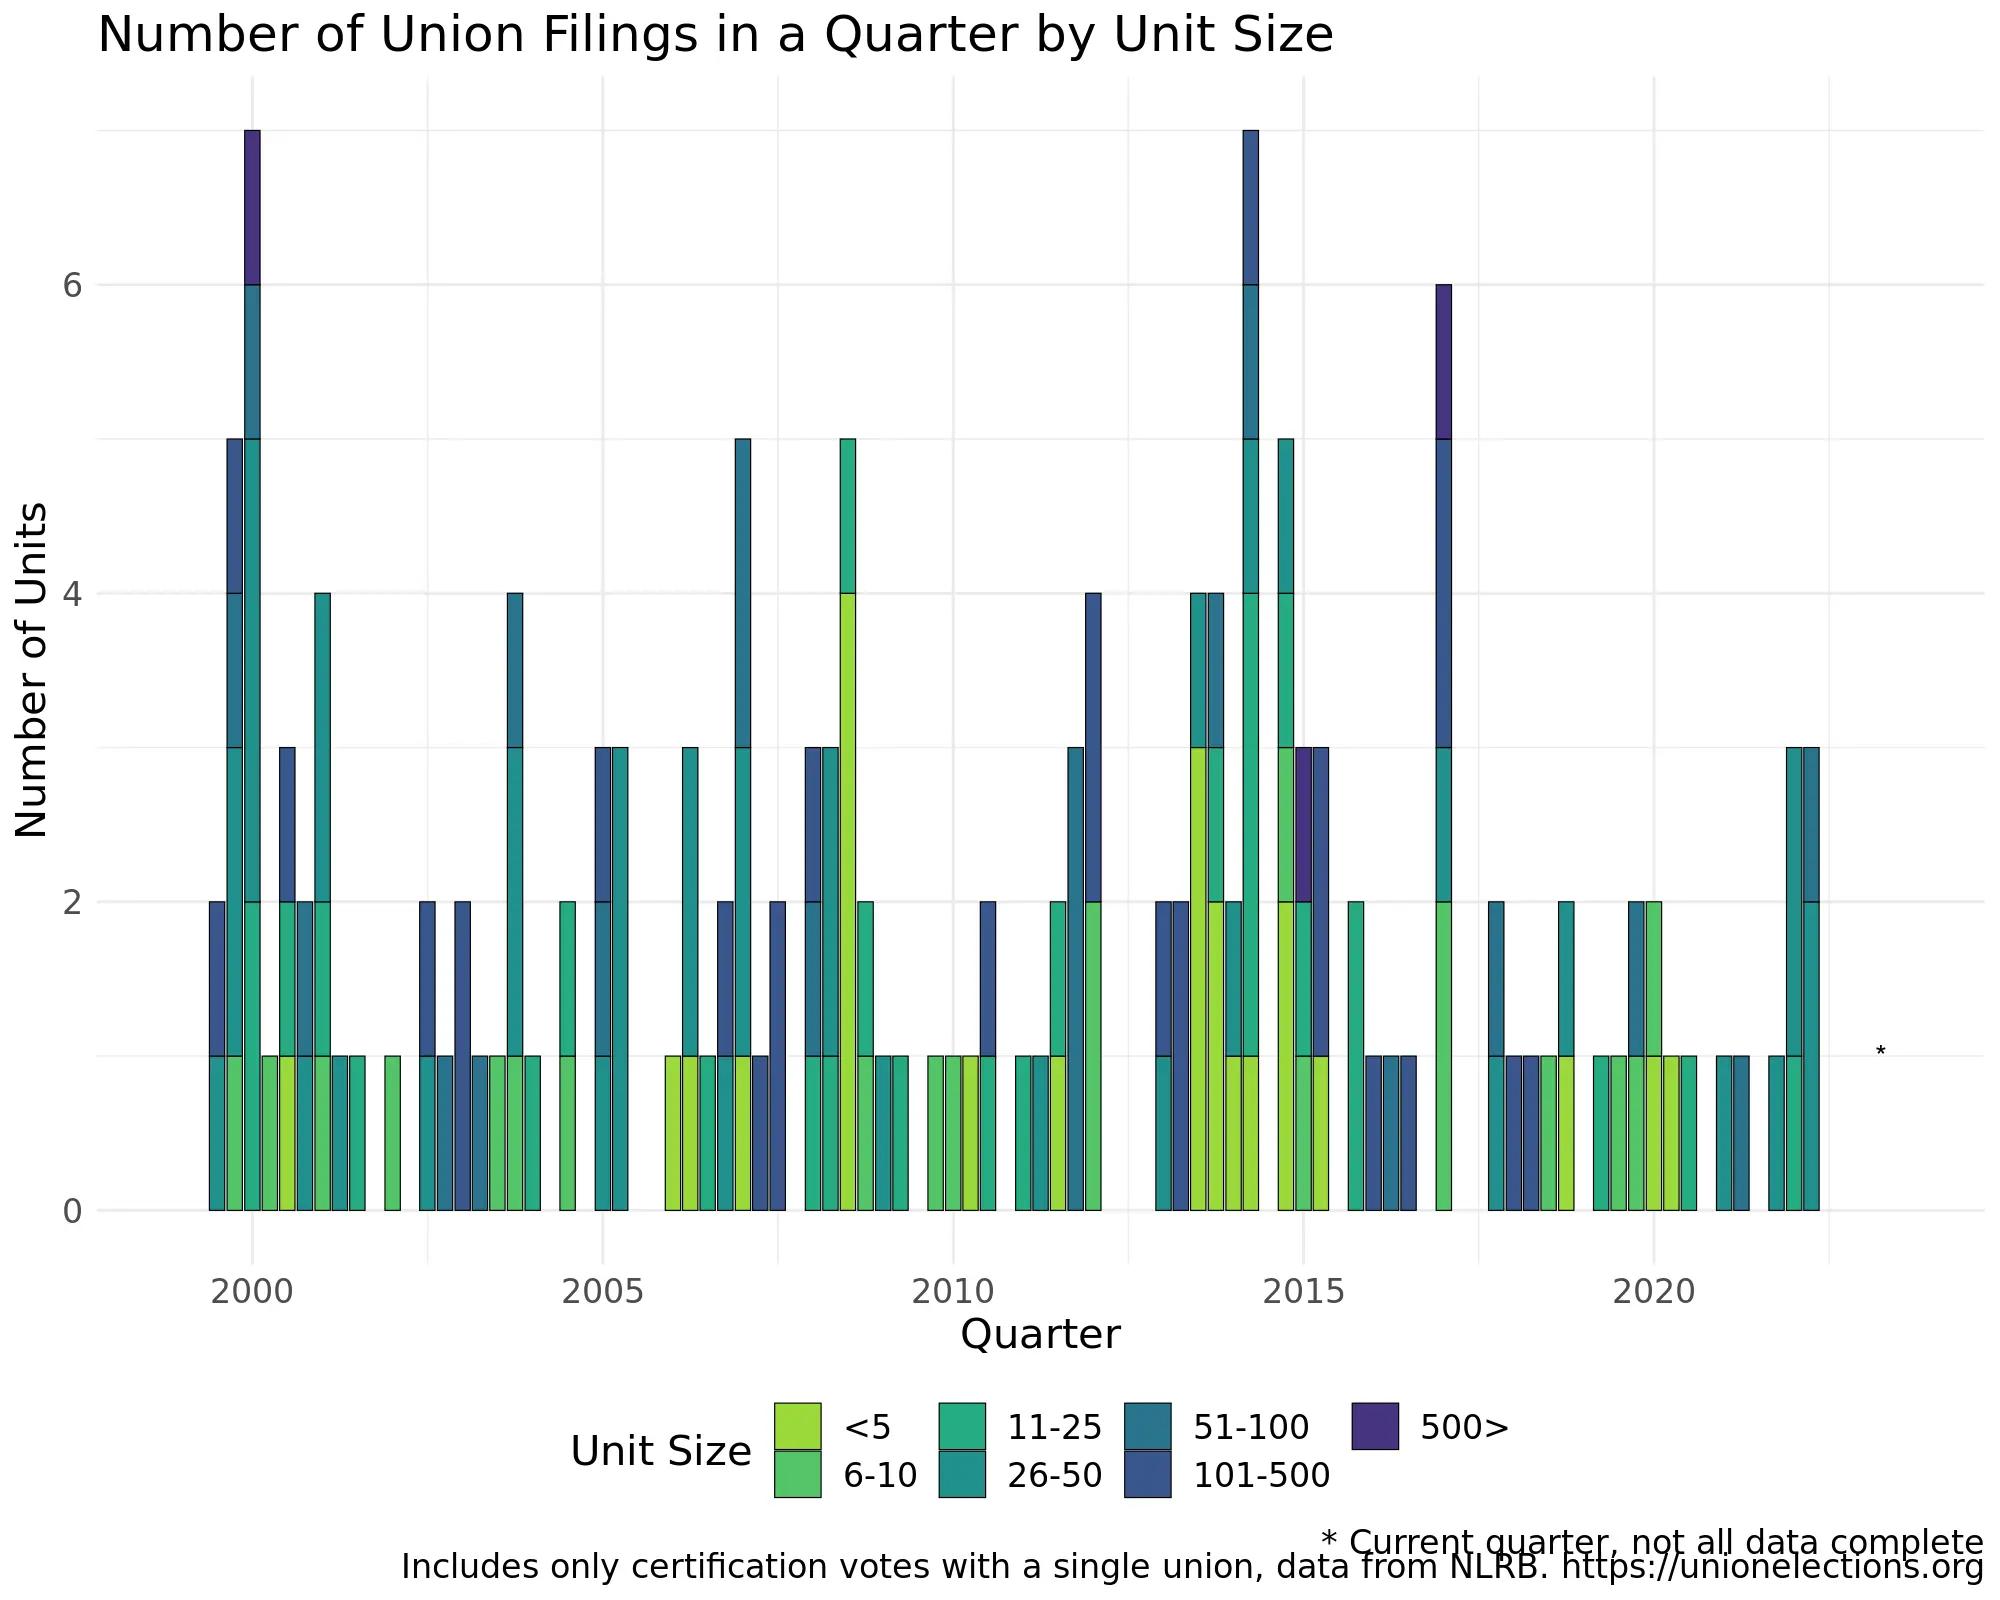 Number of Union Filings in a Quarter by Unit Size
Number of Units
6
4
2
0
*
2000 2005 2010 2015 2020
Quarter
Unit Size
<5 11-25 51-100 500>
6-10 26-50 101-500
* Current quarter, not all data complete
Includes only certification votes with a single union, data from NLRB. https://unionelections.org